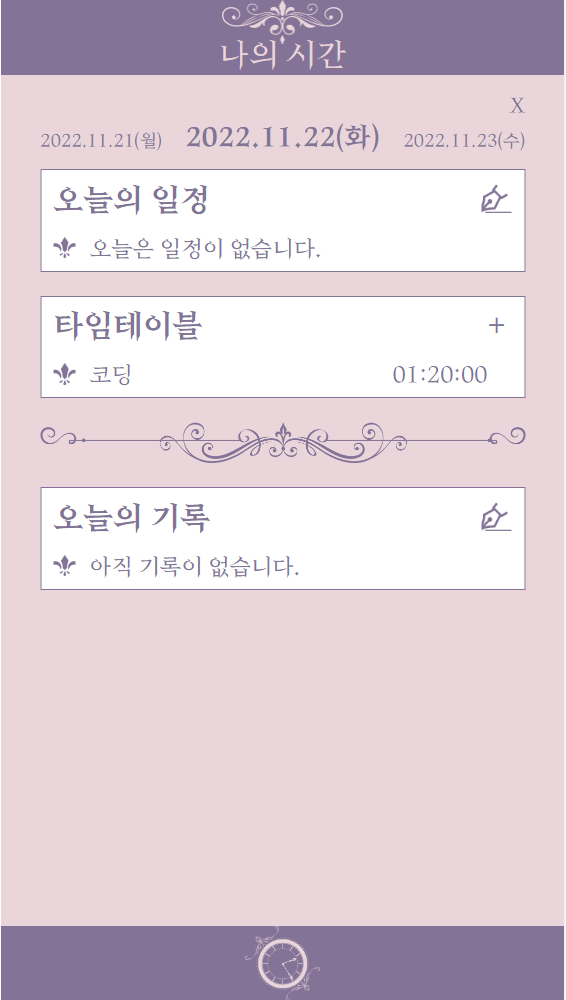 나의 시간
X
2022.11.21(월) 2022.11.22(화) 2022.11.23(수)
오늘의 일정
오늘은 일정이 없습니다.
타임테이블 +
코딩 01:20:00
오늘의 기록
아직 기록이 없습니다.